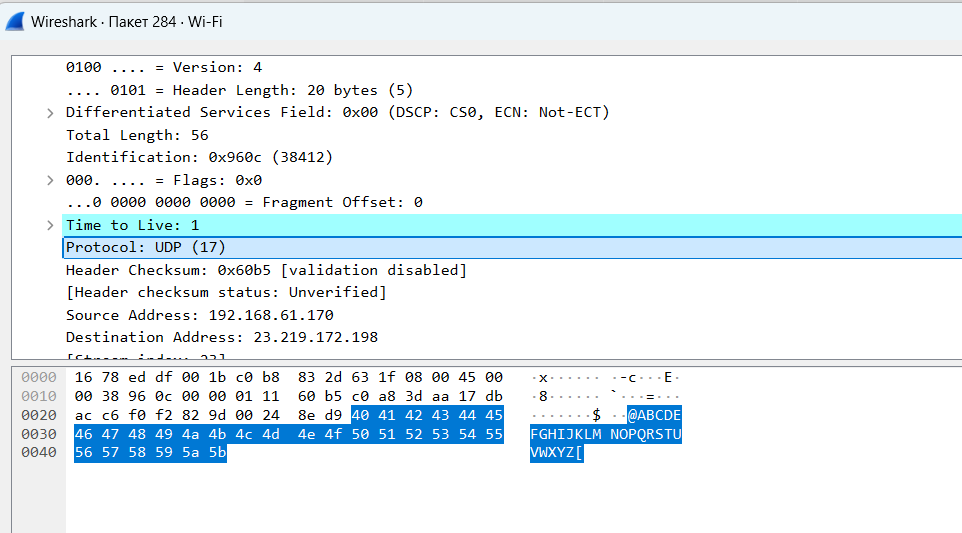 Wireshark · Пакет 284 · Wi-Fi
0100 .... = Version: 4
.... 0101 = Header Length: 20 bytes (5)
Differentiated Services Field: 0x00 (DSCP: CS0, ECN: Not-ECT)
Total Length: 56
Identification: 0x960c (38412)
000. .... = Flags: 0x0
...0 0000 0000 0000 = Fragment Offset: 0
Time to Live: 1
Protocol: UDP (17)
Header Checksum: 0x60b5 [validation disabled]
[Header checksum status: Unverified]
Source Address: 192.168.61.170
Destination Address: 23.219.172.198
[Stream index: 23]
0000 16 78 ed df 00 1b c0 b8 83 2d 63 1f 08 00 45 00 ·x······ ·-c···E·
0010 00 38 96 0c 00 00 01 11 60 b5 c0 a8 3d aa 17 db ·8······ `···=···
0020 ac c6 f0 f2 82 9d 00 24 8e d9 40 41 42 43 44 45 ·······$ ··@ABCDE
0030 46 47 48 49 4a 4b 4c 4d 4e 4f 50 51 52 53 54 55 FGHIJKLM NOPQRSTU
0040 56 57 58 59 5a 5b VWXYZ[